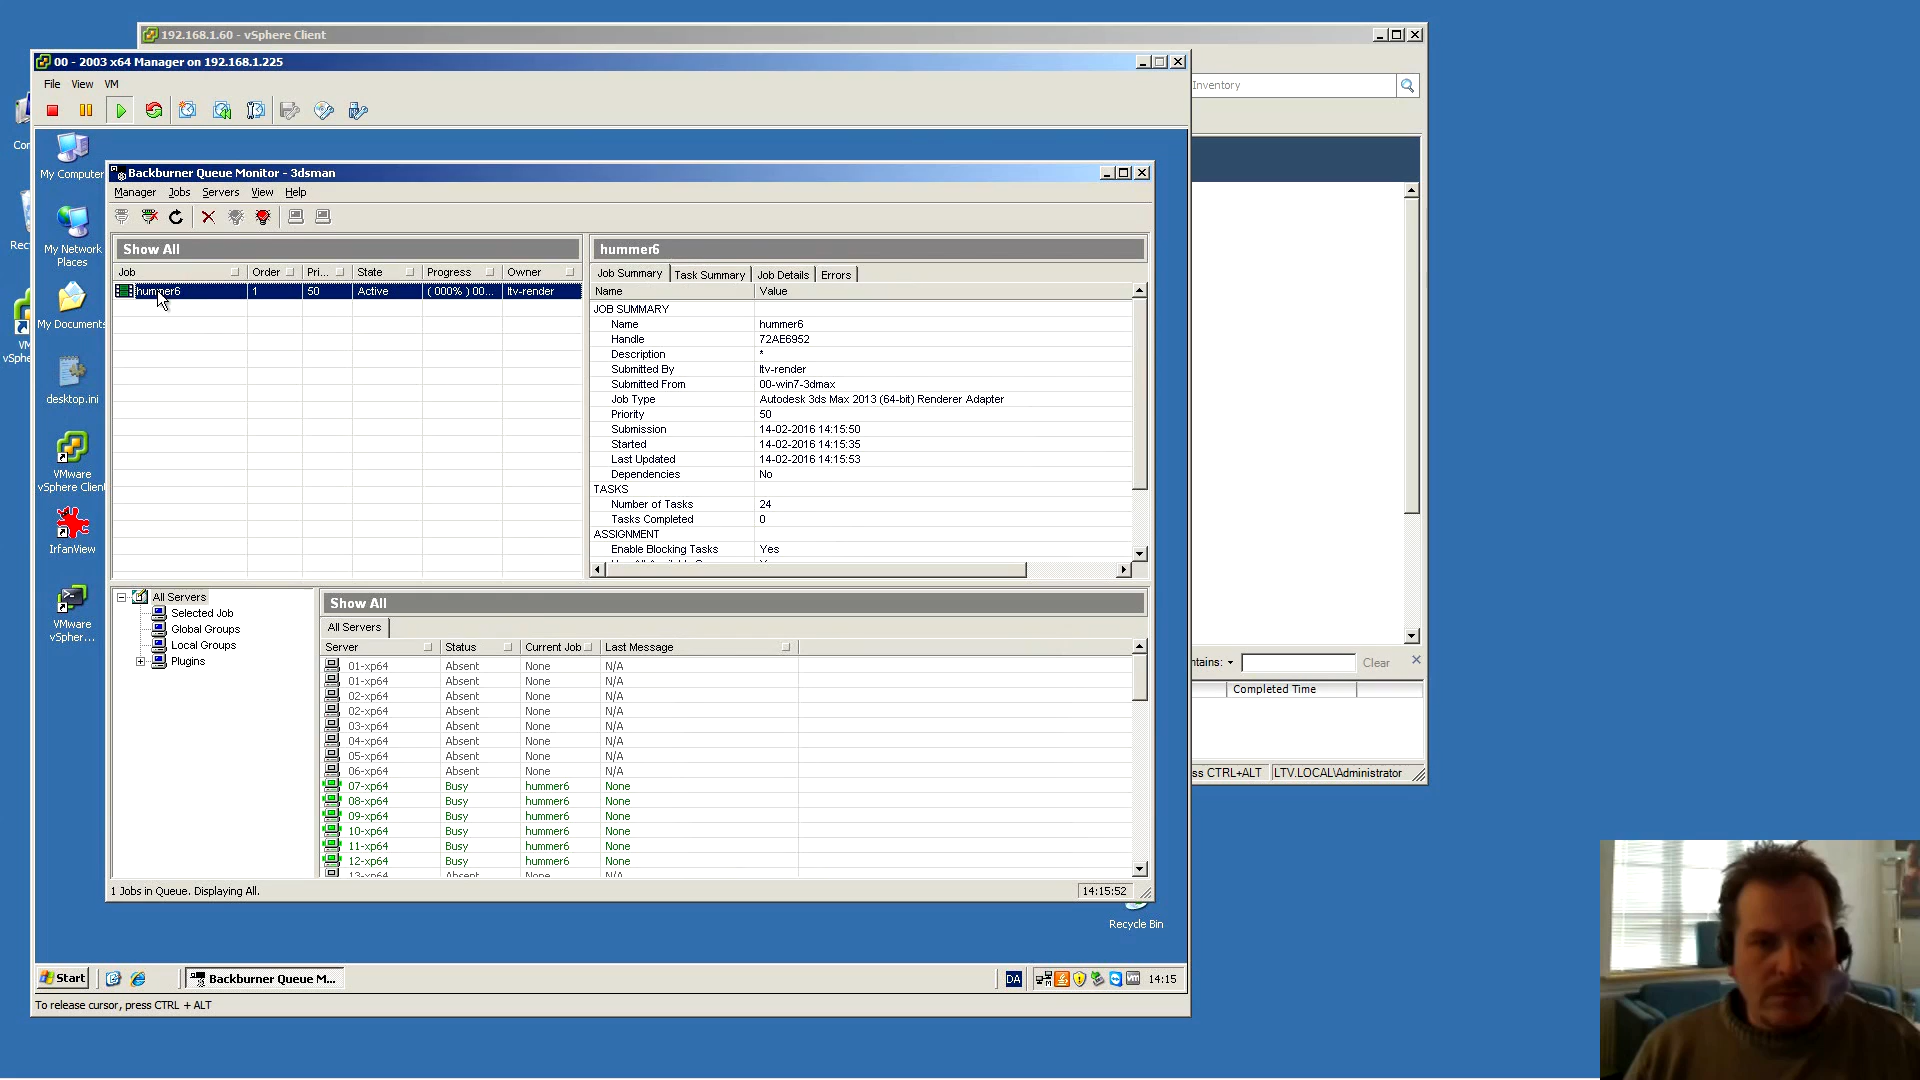 192.168.1.60 - vSphere Client
00 - 2003 x64 Manager on 192.168.1.225
File View VM
Inventory
My Computer
My Network Places
My Documents
desktop.ini
VMware vSphere Client
IrfanView
VMware vSpher...
Backburner Queue Monitor - 3dsman
Manager Jobs Servers View Help
Show All
Job Order Pri... State Progress Owner
hummer6 1 50 Active ( 000% ) 00... ltv-render
hummer6
Job Summary Task Summary Job Details Errors
Name Value
JOB SUMMARY
Name hummer6
Handle 72AE6952
Description *
Submitted By ltv-render
Submitted From 00-win7-3dmax
Job Type Autodesk 3ds Max 2013 (64-bit) Renderer Adapter
Priority 50
Submission 14-02-2016 14:15:50
Started 14-02-2016 14:15:35
Last Updated 14-02-2016 14:15:53
Dependencies No
TASKS
Number of Tasks 24
Tasks Completed 0
ASSIGNMENT
Enable Blocking Tasks Yes
All Servers
Selected Job
Global Groups
Local Groups
Plugins
Show All
All Servers
Server Status Current Job Last Message
01-xp64 Absent None N/A
01-xp64 Absent None N/A
02-xp64 Absent None N/A
02-xp64 Absent None N/A
03-xp64 Absent None N/A
04-xp64 Absent None N/A
05-xp64 Absent None N/A
06-xp64 Absent None N/A
07-xp64 Busy hummer6 None
08-xp64 Busy hummer6 None
09-xp64 Busy hummer6 None
10-xp64 Busy hummer6 None
11-xp64 Busy hummer6 None
12-xp64 Busy hummer6 None
13-xp64 Absent None N/A
1 Jobs in Queue. Displaying All.
14:15:52
Recycle Bin
Start
Backburner Queue M...
DA
14:15
To release cursor, press CTRL + ALT
ntains:
Clear
Completed Time
ss CTRL+ALT
LTV.LOCAL\Administrator